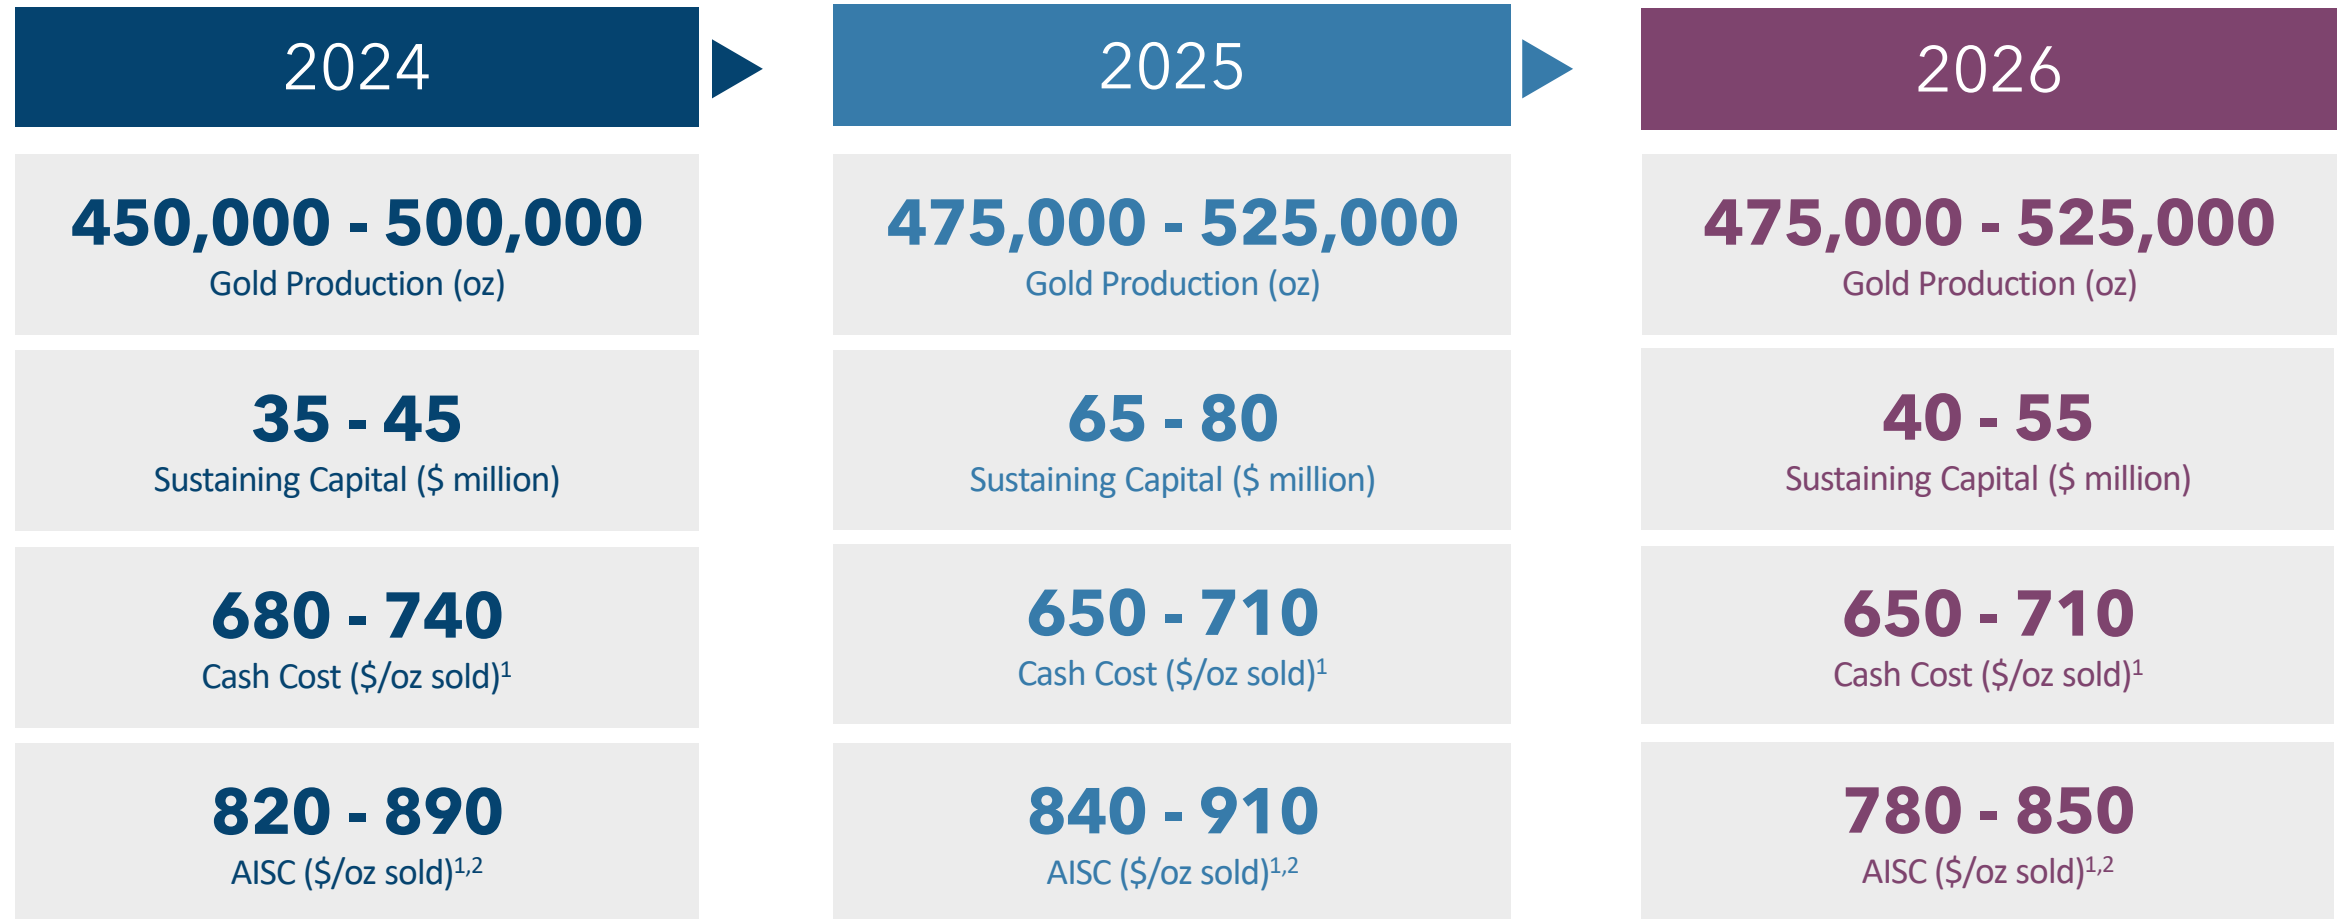 2024
450,000 - 500,000
Gold Production (oz)
35 - 45
Sustaining Capital ($ million)
680 - 740
Cash Cost ($/oz sold)1
820 - 890
AISC ($/oz sold)1,2
2025
475,000 - 525,000
Gold Production (oz)
65 - 80
Sustaining Capital ($ million)
650 - 710
Cash Cost ($/oz sold)1
840 - 910
AISC ($/oz sold)1,2
2026
475,000 - 525,000
Gold Production (oz)
40 - 55
Sustaining Capital ($ million)
650 - 710
Cash Cost ($/oz sold)1
780 - 850
AISC ($/oz sold)1,2